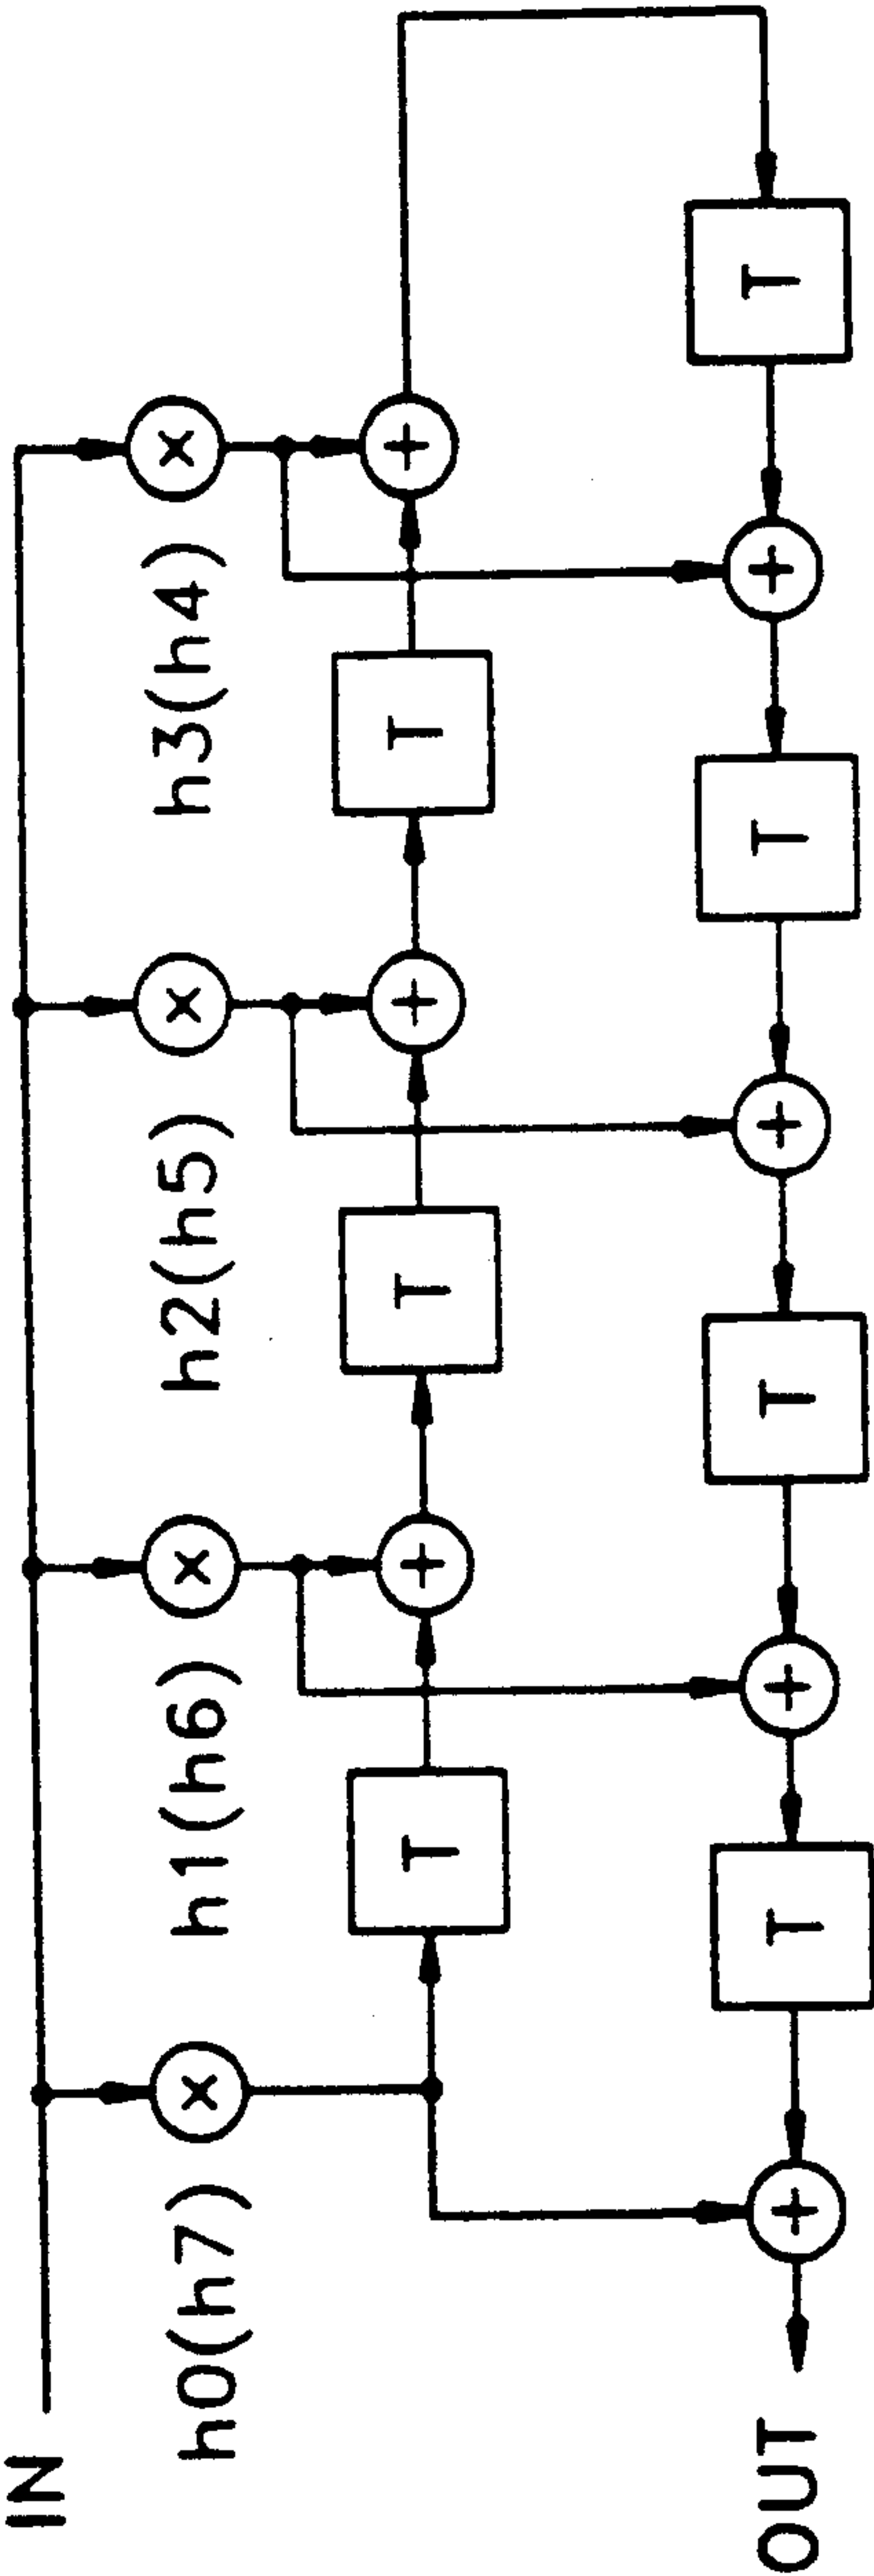 IN
h0(h7)
h1(h6)
h2(h5)
h3(h4)
×
×
×
×
T
+
T
+
T
+
OUT
+
T
+
T
+
T
+
T